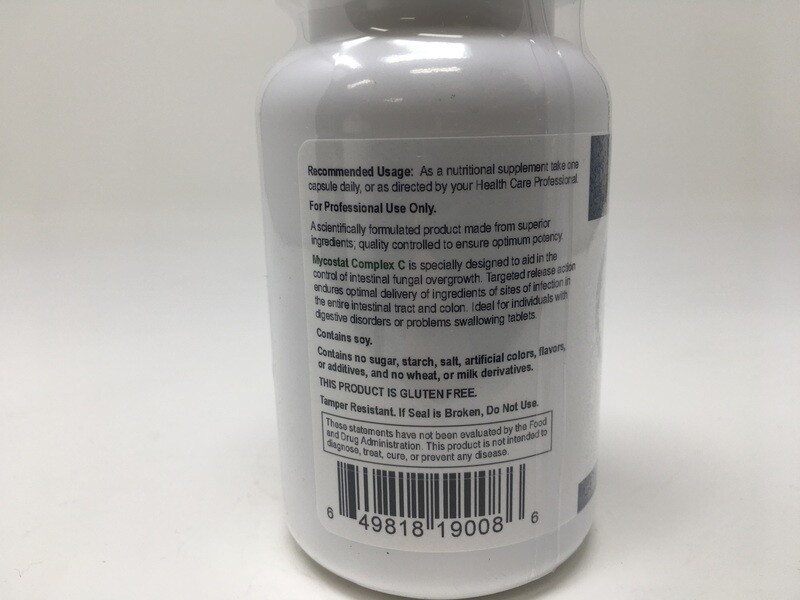 Recommended Usage: As a nutritional supplement take one
capsule daily, or as directed by your Health Care Professional.
For Professional Use Only.
A scientifically formulated product made from superior
ingredients, quality controlled to ensure optimum potency.
Mycostat Complex C is specially designed to aid in the
control of intestinal fungal overgrowth. Targeted release action
endures optimal delivery of ingredients of sites of infection in
the entire intestinal tract and colon. Ideal for individuals with
digestive disorders or problems swallowing tablets.
Contains soy.
Contains no sugar, starch, salt, artificial colors, flavors,
or additives, and no wheat, or milk derivatives.
THIS PRODUCT IS GLUTEN FREE.
Tamper Resistant. If Seal is Broken, Do Not Use.
These statements have not been evaluated by the Food
and Drug Administration. This product is not intended to
diagnose, treat, cure, or prevent any disease.
6 49818 19008 6